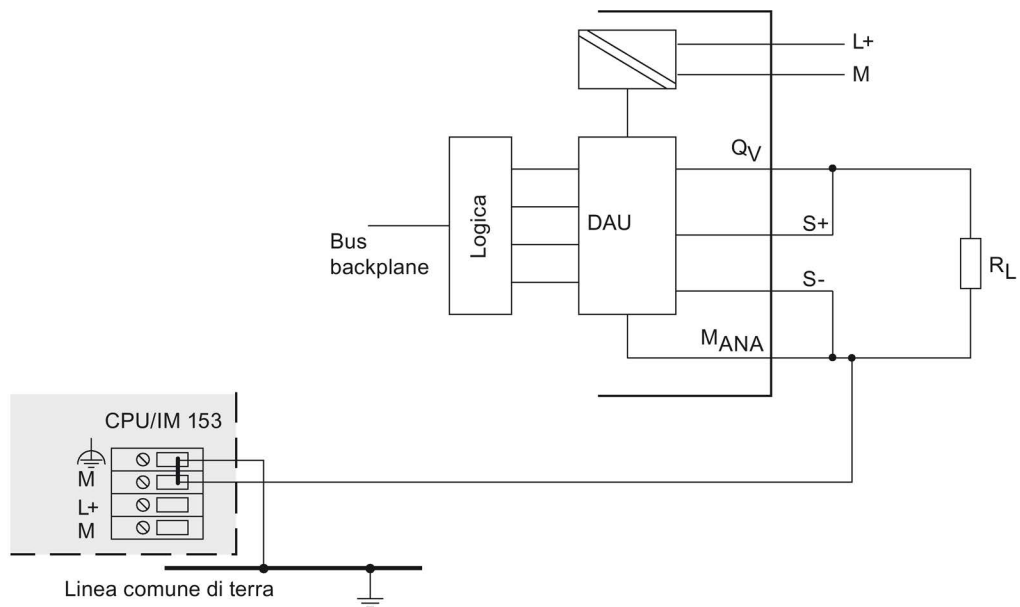 L+
M
QV
Logica
DAU
S+
Bus
backplane
S-
RL
MANA
CPU/IM 153
M
L+
M
Linea comune di terra